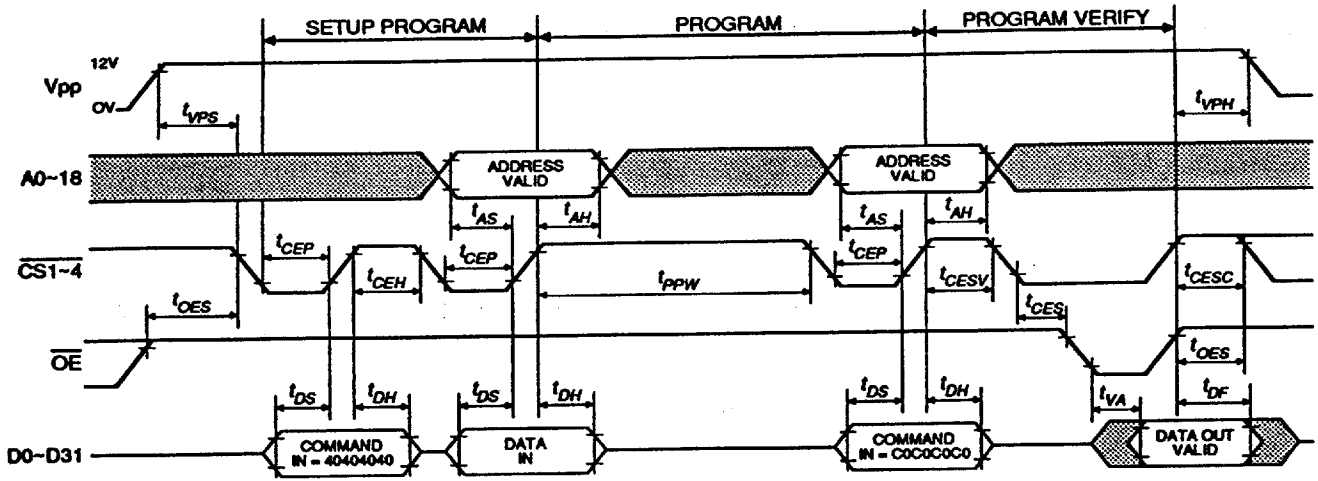 SETUP PROGRAM PROGRAM PROGRAM VERIFY
12V
Vpp
0V
tVPS tVPH
A0~18 ADDRESS VALID ADDRESS VALID
tAS tAH tAS tAH
CS1~4 tCEP tCEH tCEP tPPW tCEP tCESV tCESC
tOES tCES
OE tOES
tDS tDH tDS tDH tDS tDH tVA tDF
D0~D31 COMMAND DATA COMMAND DATA OUT
IN = 40404040 IN IN = C0C0C0C0 VALID